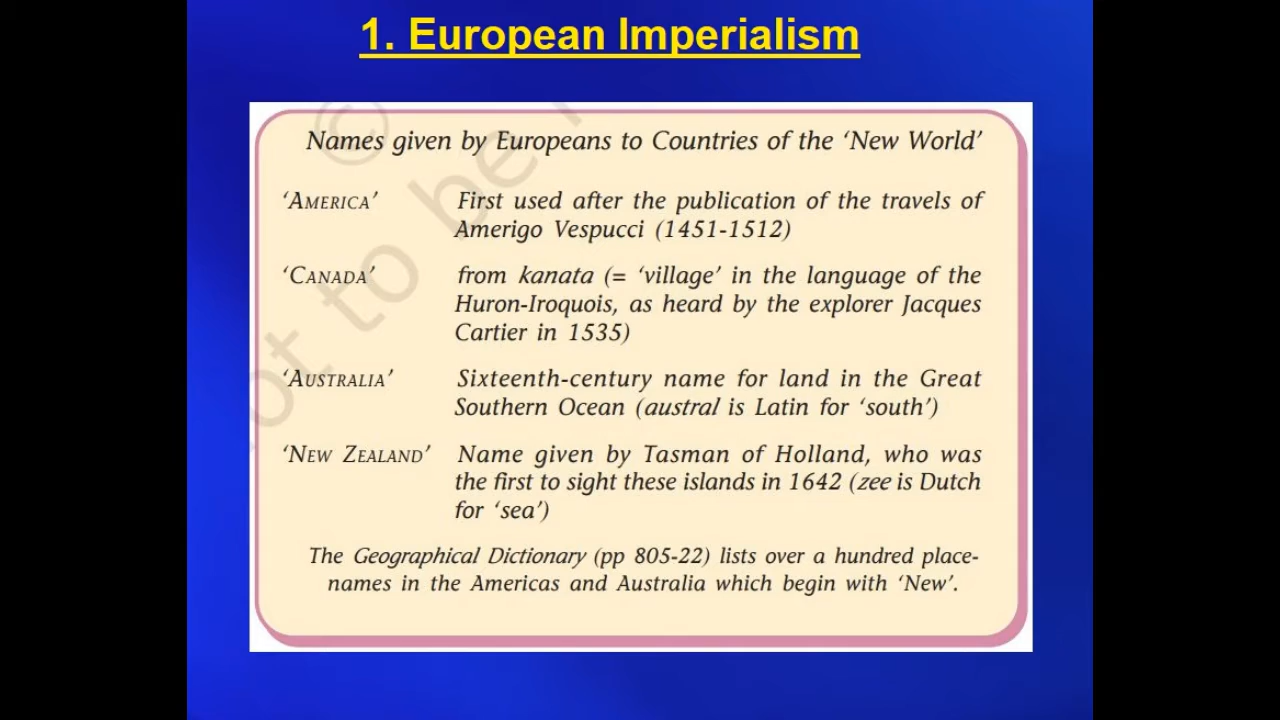 1. European Imperialism
Names given by Europeans to Countries of the ‘New World’
‘AMERICA’ First used after the publication of the travels of
Amerigo Vespucci (1451-1512)
‘CANADA’ from kanata (= ‘village’ in the language of the
Huron-Iroquois, as heard by the explorer Jacques
Cartier in 1535)
‘AUSTRALIA’ Sixteenth-century name for land in the Great
Southern Ocean (austral is Latin for ‘south’)
‘NEW ZEALAND’ Name given by Tasman of Holland, who was
the first to sight these islands in 1642 (zee is Dutch
for ‘sea’)
The Geographical Dictionary (pp 805-22) lists over a hundred place-
names in the Americas and Australia which begin with ‘New’.
© to be